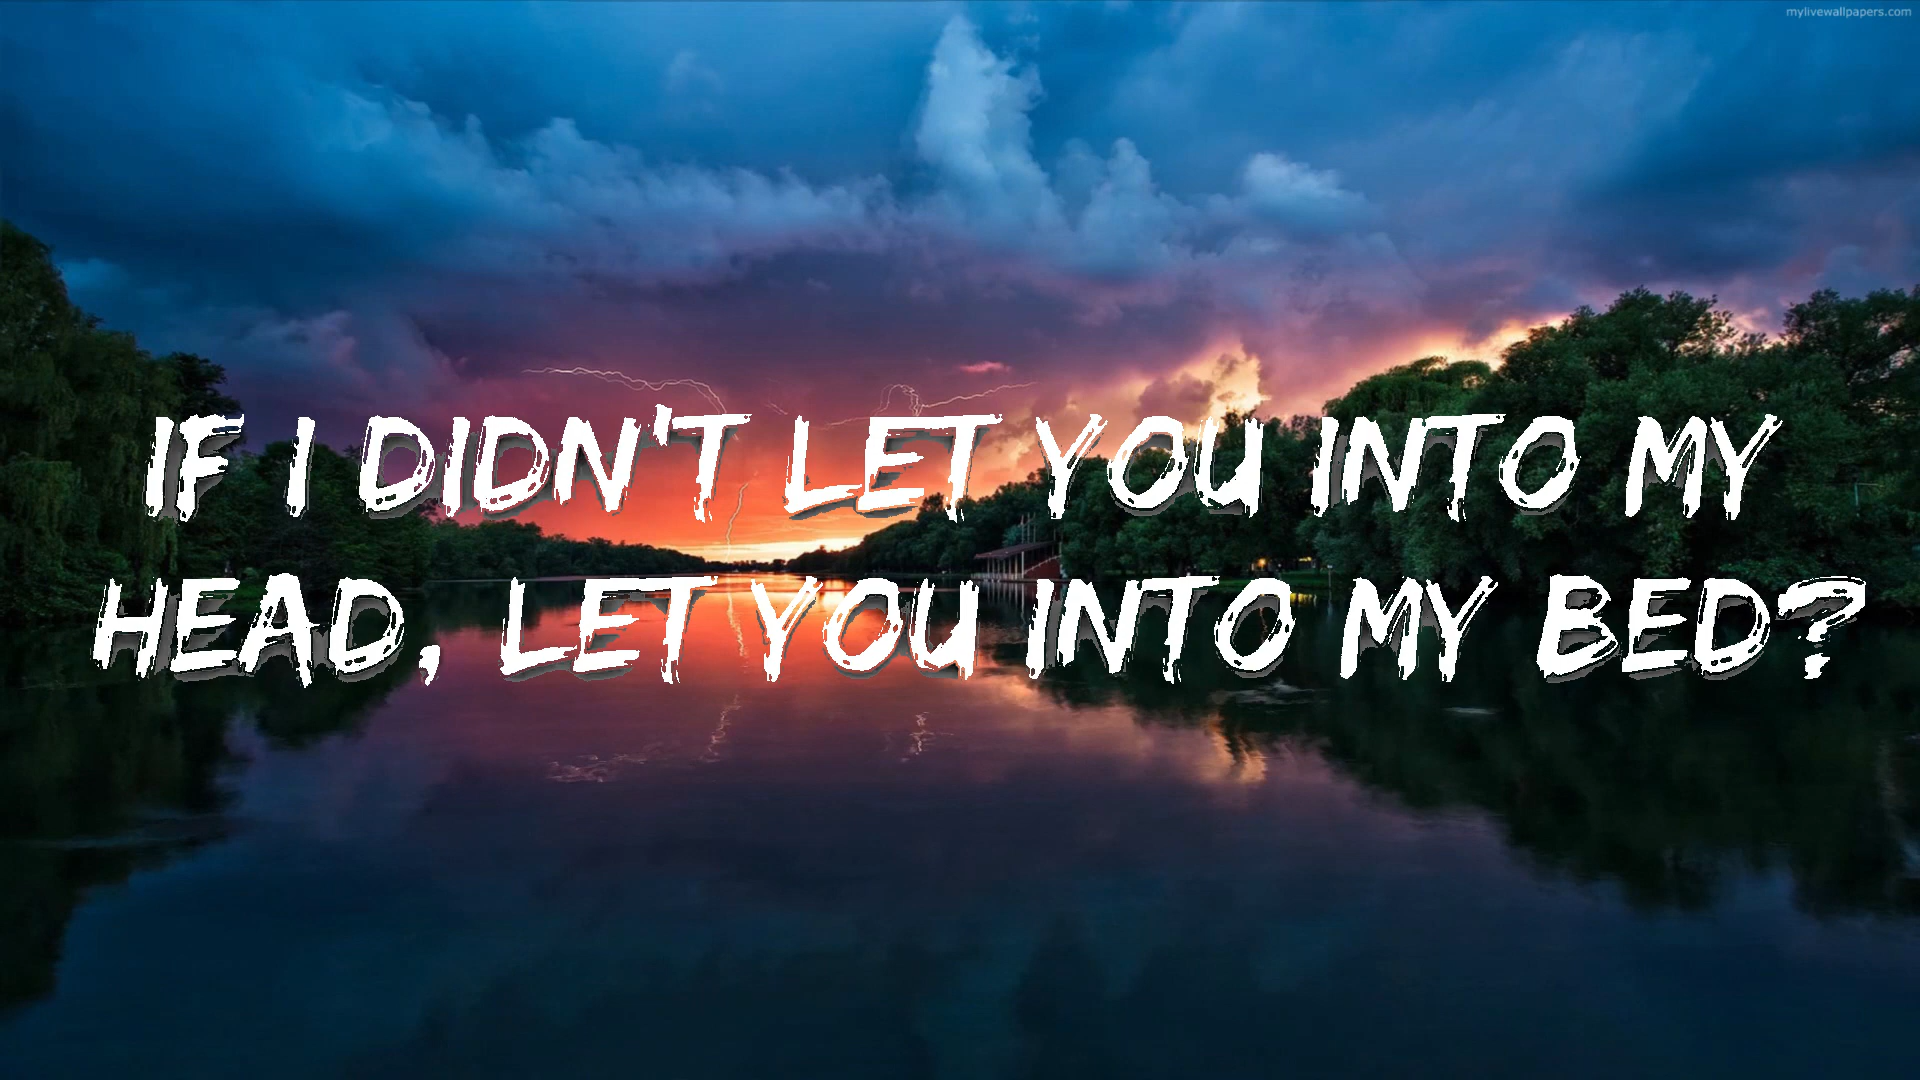 mylivewallpapers.com
IF I DIDN'T LET YOU INTO MY
HEAD, LET YOU INTO MY BED?